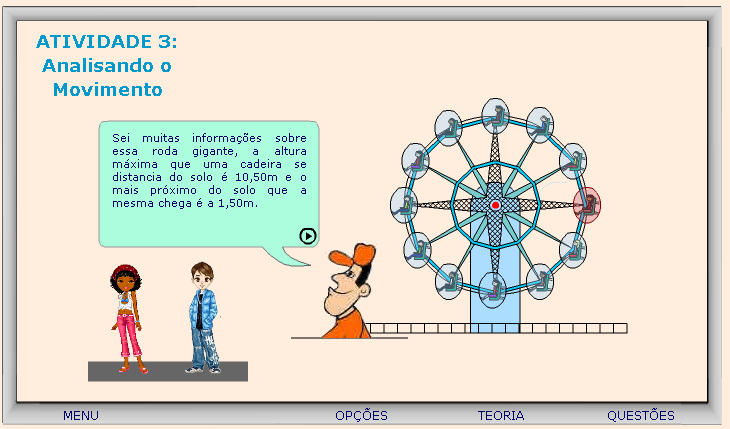 ATIVIDADE 3:
Analisando o
Movimento
Sei muitas informações sobre
essa roda gigante, a altura
máxima que uma cadeira se
distancia do solo é 10,50m e o
mais próximo do solo que a
mesma chega é a 1,50m.
MENU
OPÇÕES
TEORIA
QUESTÕES